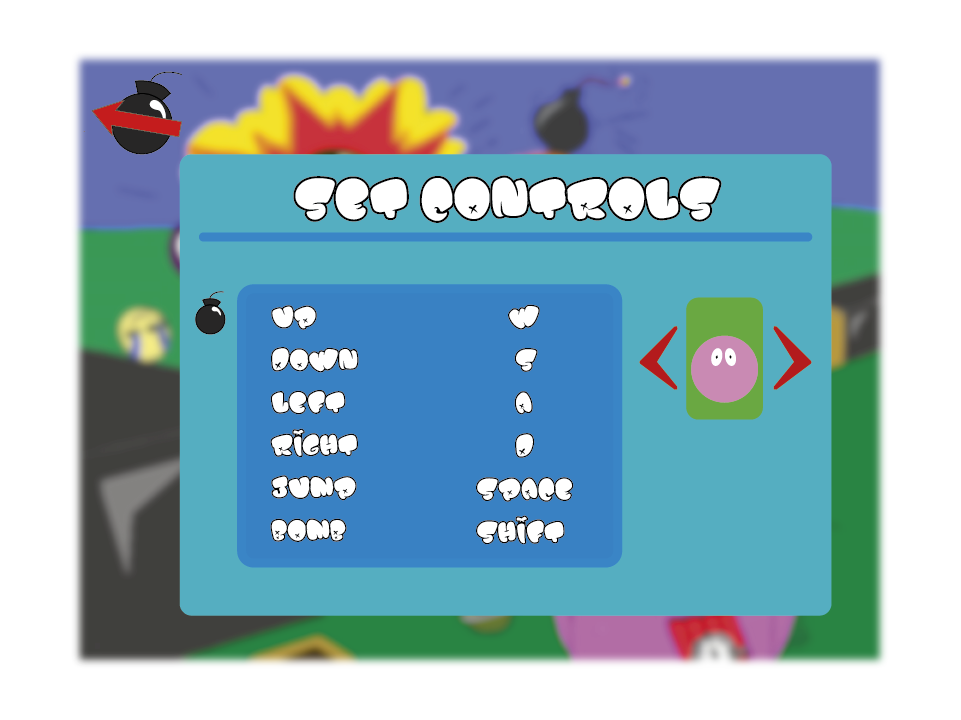 SET CONTROLS
UP W
DOWN S
LEFT A
RIGHT D
JUMP SPACE
BOMB SHIFT